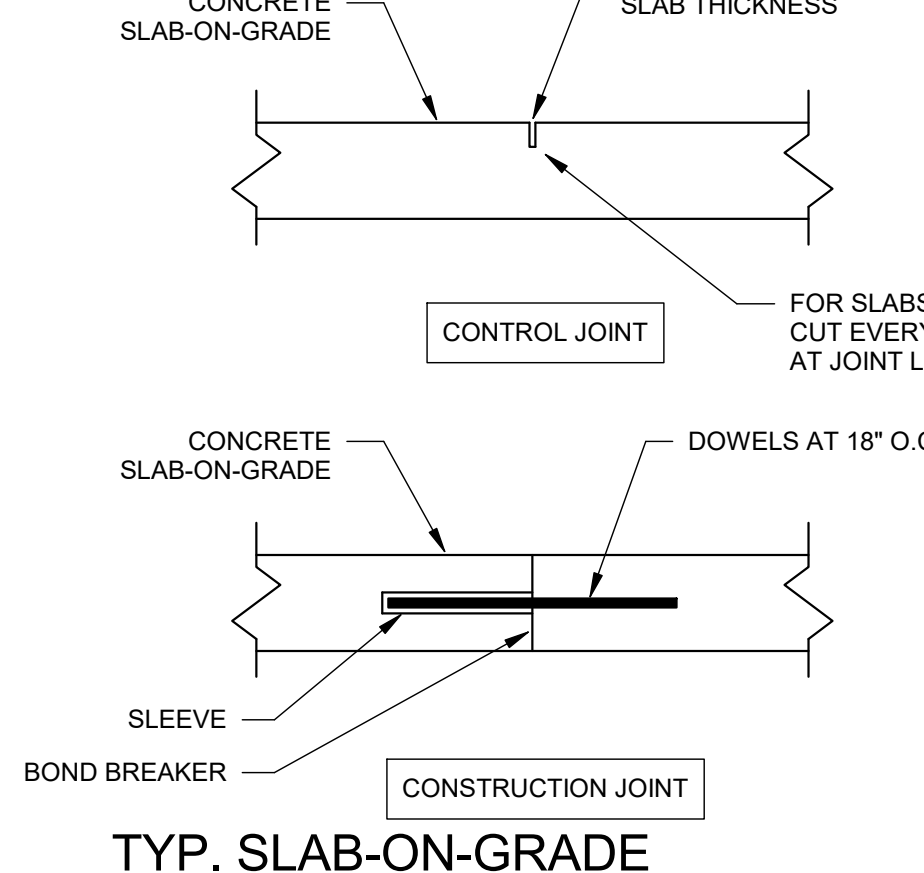 CONCRETE
SLAB-ON-GRADE
SLAB THICKNESS
CONTROL JOINT
FOR SLABS
CUT EVERY
AT JOINT L
CONCRETE
SLAB-ON-GRADE
DOWELS AT 18" O.C
SLEEVE
BOND BREAKER
CONSTRUCTION JOINT
TYP. SLAB-ON-GRADE